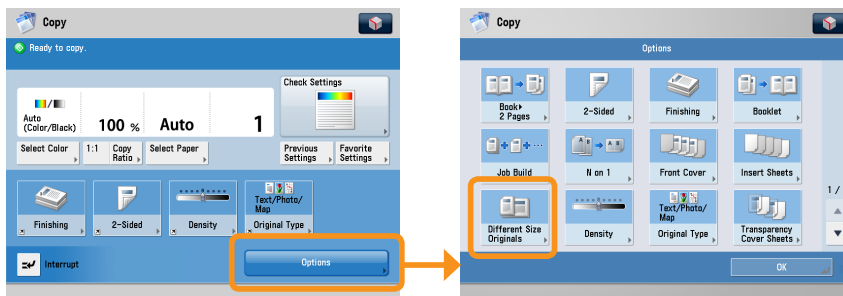 Copy
Ready to copy.
Check Settings
Auto
(Color/Black)
100 %
Auto
1
Select Color
1:1
Copy
Ratio
Select Paper
Previous
Settings
Favorite
Settings
Finishing
2-Sided
Density
Text/Photo/
Map
Original Type
Interrupt
Options
Copy
Options
Book
2 Pages
2-Sided
Finishing
Booklet
Job Build
N on 1
Front Cover
Insert Sheets
Different Size
Originals
Density
Text/Photo/
Map
Original Type
Transparency
Cover Sheets
1/
OK